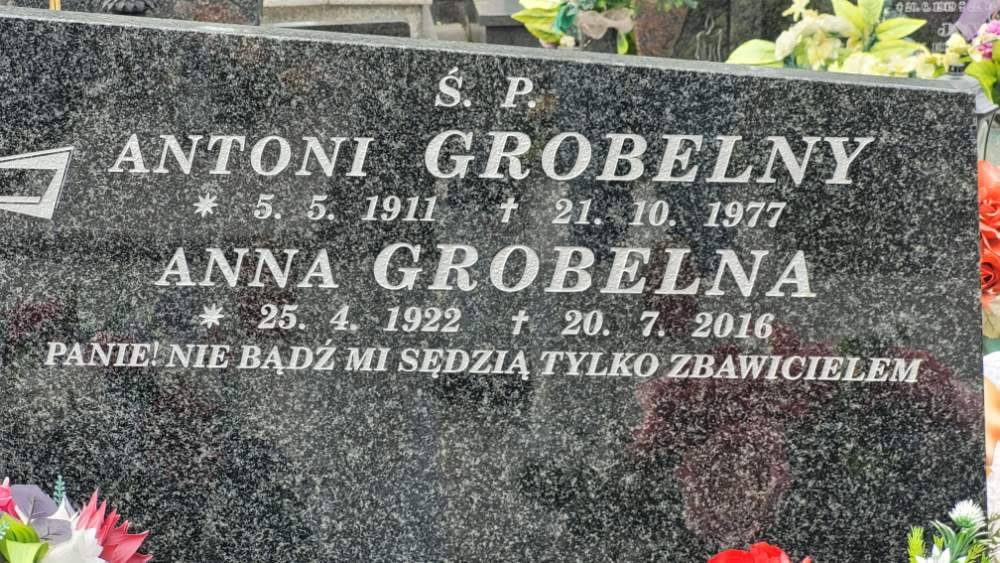 Ś. P.
ANTONI GROBELNY
* 5. 5. 1911 † 21. 10. 1977
ANNA GROBELNA
* 25. 4. 1922 † 20. 7. 2016
PANIE! NIE BĄDŹ MI SĘDZIĄ TYLKO ZBAWICIELEM